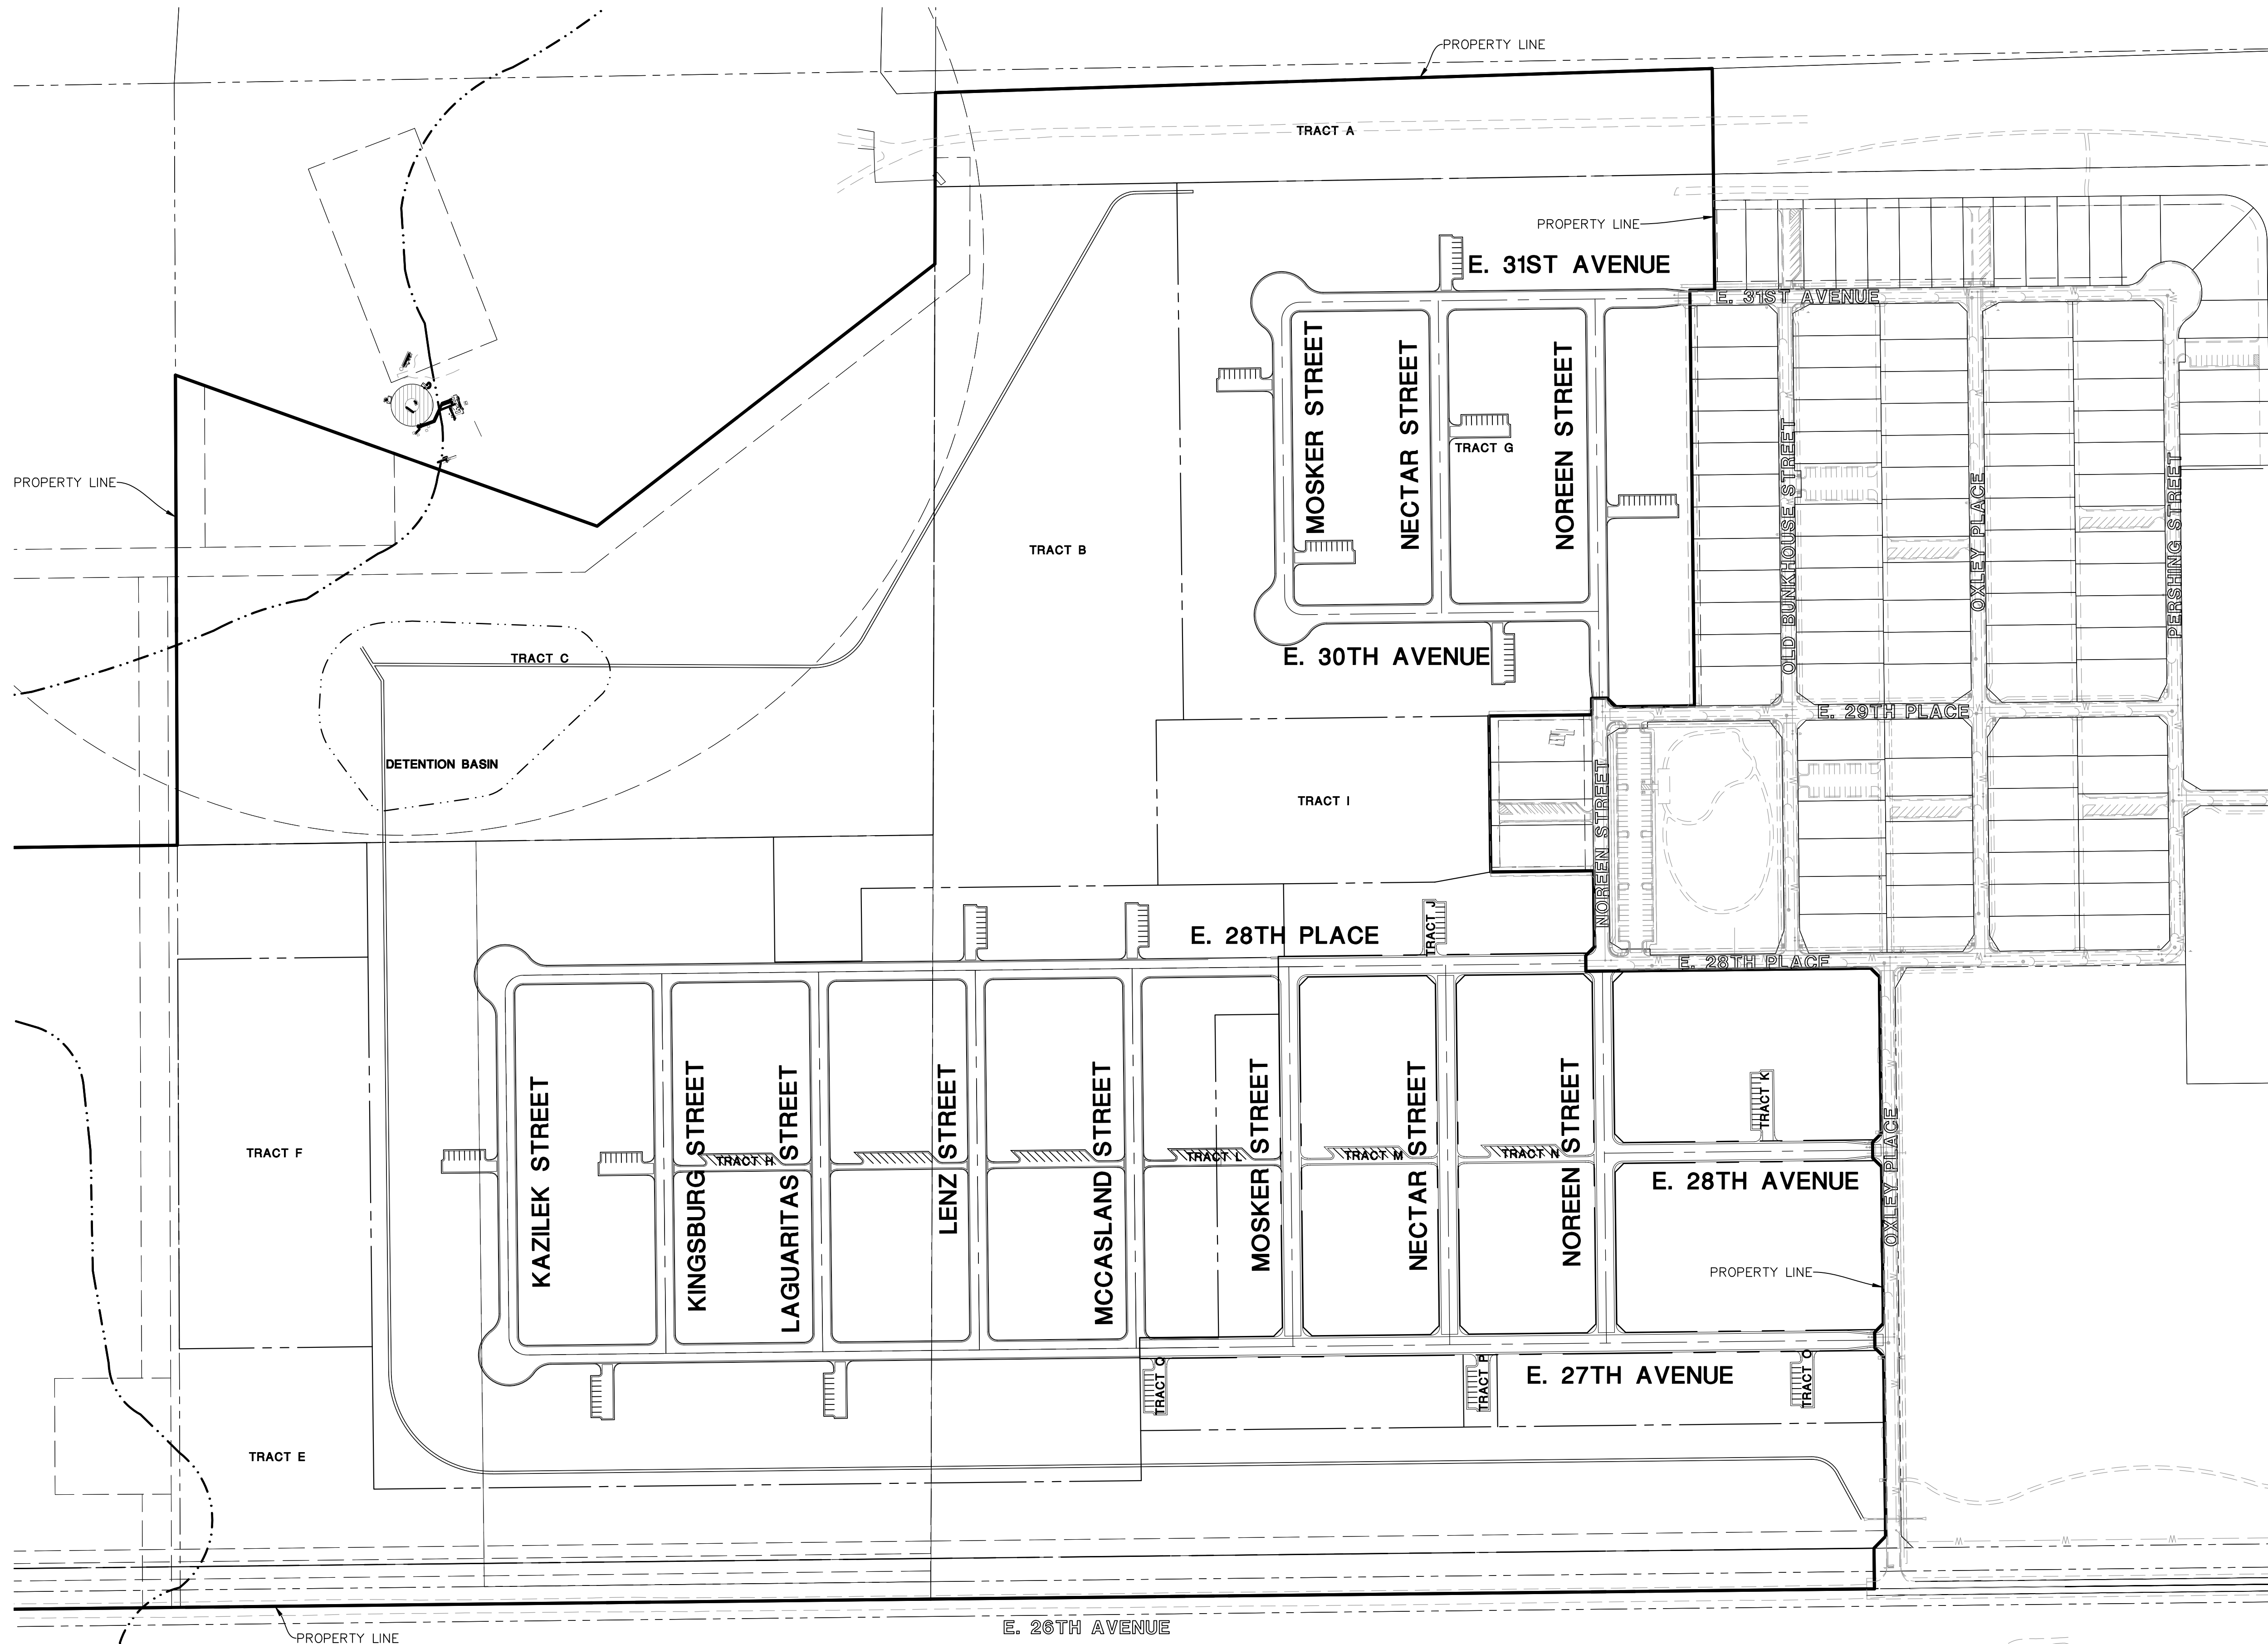 PROPERTY LINE
TRACT A
PROPERTY LINE
E. 31ST AVENUE
E. 31ST AVENUE
MOSKER STREET
NECTAR STREET
NOREEN STREET
TRACT G
OLD BUNKHOUSE STREET
OXLEY PLACE
PERSHING STREET
PROPERTY LINE
TRACT B
TRACT C
E. 30TH AVENUE
E. 29TH PLACE
DETENTION BASIN
TRACT I
NOREEN STREET
TRACT J
E. 28TH PLACE
E. 28TH PLACE
KAZILEK STREET
KINGSBURG STREET
LAGUARITAS STREET
LENZ STREET
MCCASLAND STREET
MOSKER STREET
NECTAR STREET
NOREEN STREET
TRACT K
OXLEY PLACE
TRACT F
TRACT H
TRACT L
TRACT M
TRACT N
E. 28TH AVENUE
PROPERTY LINE
TRACT Q
TRACT P
TRACT O
E. 27TH AVENUE
TRACT E
E. 26TH AVENUE
PROPERTY LINE